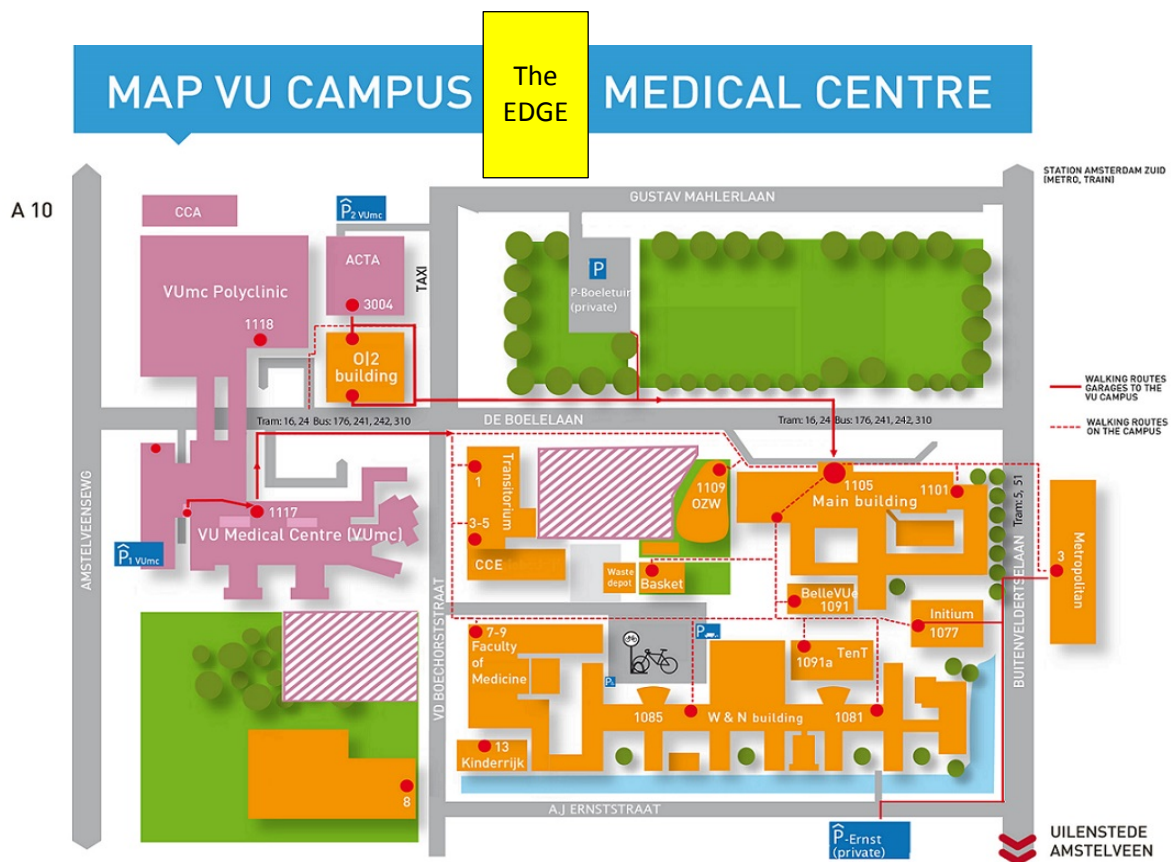 The
EDGE
MAP VU CAMPUS
MEDICAL CENTRE
STATION AMSTERDAM ZUID
(METRO, TRAIN)
A 10
CCA
P2 VUmc
GUSTAV MAHLERLAAN
ACTA
TAXI
VUmc Polyclinic
3004
P
P-Boeletuin
(private)
1118
O|2
building
WALKING ROUTES
GARAGES TO THE
VU CAMPUS
WALKING ROUTES
ON THE CAMPUS
Tram: 16, 24 Bus: 176, 241, 242, 310
DE BOELELAAN
Tram: 16, 24 Bus: 176, 241, 242, 310
AMSTELVEENSEWG
VD BOECHORSTSTRAAT
BUITENVELDERTSELAAN
Tram: 5, 51
Transitorium
1
3-5
CCE
1109
OZW
1105
Main building
1101
1117
VU Medical Centre (VUmc)
P1 VUmc
Waste
depot
Basket
BelleVUe
1091
Initium
1077
3
Metropolitan
7-9
Faculty
of
Medicine
P
P
TenT
1091a
1085
W & N building
1081
13
Kinderrijk
8
A.J ERNSTSTRAAT
P-Ernst
(private)
UILENSTEDE
AMSTELVEEN